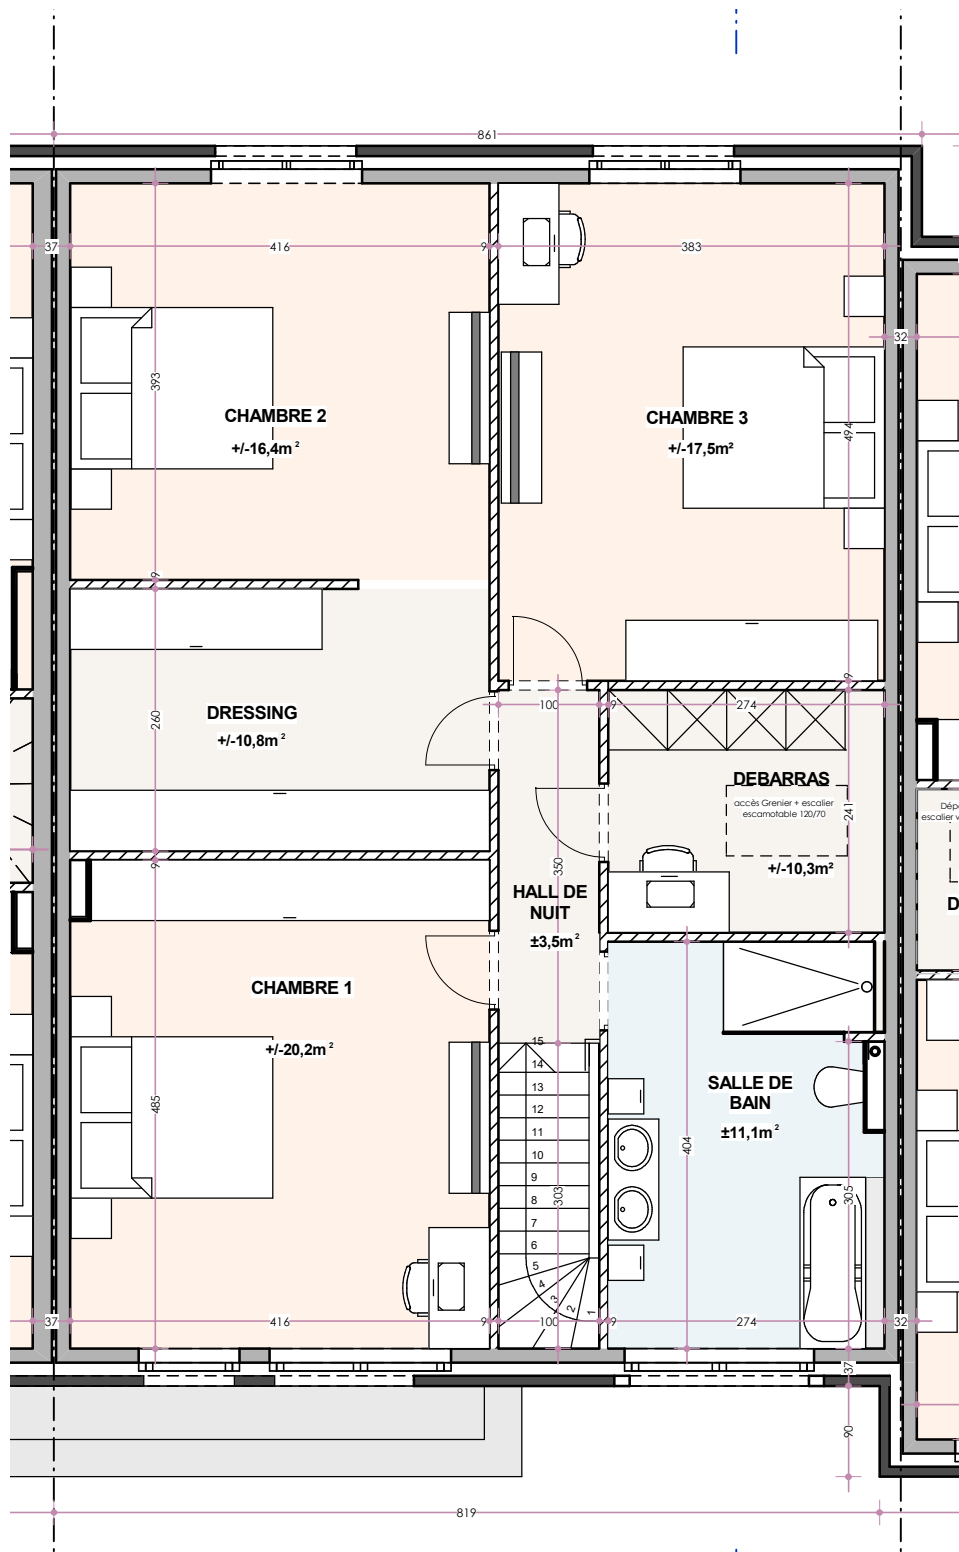 861
37
416
9
383
32
393
494
CHAMBRE 2
+/-16,4m²
CHAMBRE 3
+/-17,5m²
9
9
100
9
274
260
DRESSING
+/-10,8m²
DEBARRAS
accès Grenier + escalier
escamotable 120/70
241
+/-10,3m²
Dép
escalier v
D
9
350
HALL DE
NUIT
±3,5m²
CHAMBRE 1
+/-20,2m²
485
15
14
13
12
11
10
9
8
7
6
5
4
3
2
1
303
SALLE DE
BAIN
±11,1m²
404
305
37
416
9
100
9
274
32
37
90
819